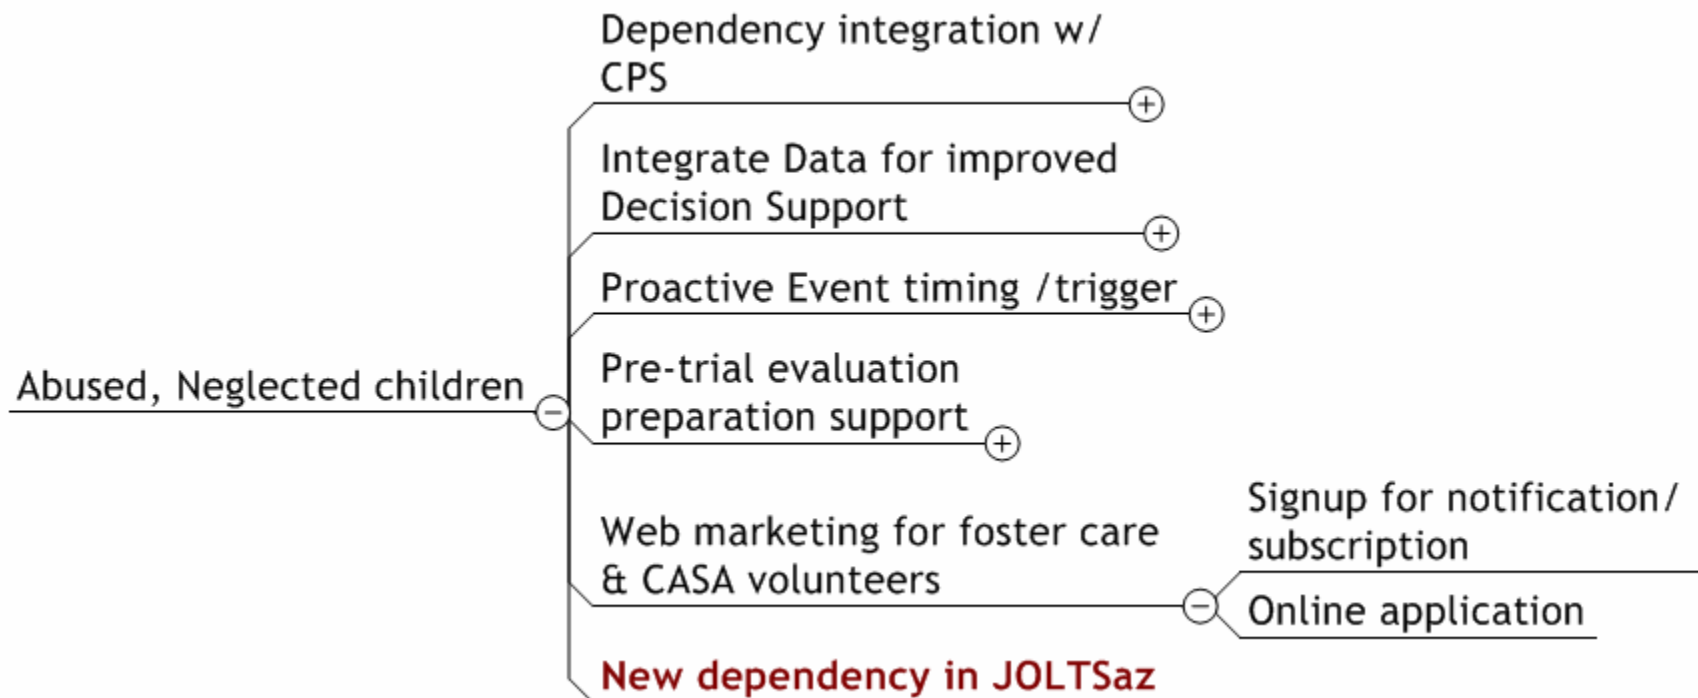 Dependency integration w/
CPS
Integrate Data for improved
Decision Support
Proactive Event timing /trigger
Abused, Neglected children
Pre-trial evaluation
preparation support
Web marketing for foster care
& CASA volunteers
Signup for notification/
subscription
Online application
New dependency in JOLTSaz